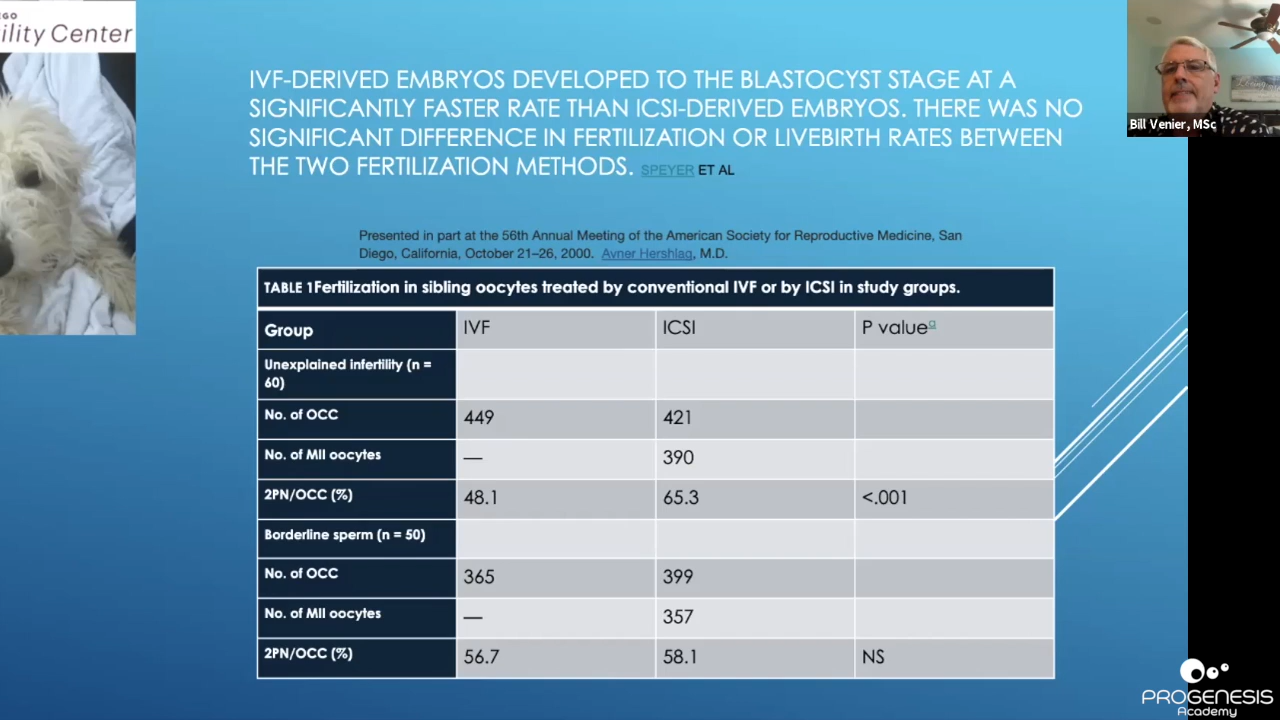 EGO
ility Center
IVF-DERIVED EMBRYOS DEVELOPED TO THE BLASTOCYST STAGE AT A
SIGNIFICANTLY FASTER RATE THAN ICSI-DERIVED EMBRYOS. THERE WAS NO
SIGNIFICANT DIFFERENCE IN FERTILIZATION OR LIVEBIRTH RATES BETWEEN
THE TWO FERTILIZATION METHODS. SPEYER ET AL
Bill Venier, MSc
Presented in part at the 56th Annual Meeting of the American Society for Reproductive Medicine, San
Diego, California, October 21–26, 2000. Avner Hershlag, M.D.
TABLE 1Fertilization in sibling oocytes treated by conventional IVF or by ICSI in study groups.
Group IVF ICSI P valuea
Unexplained infertility (n =
60)
No. of OCC 449 421
No. of MII oocytes — 390
2PN/OCC (%) 48.1 65.3 <.001
Borderline sperm (n = 50)
No. of OCC 365 399
No. of MII oocytes — 357
2PN/OCC (%) 56.7 58.1 NS
PROGENESIS
Academy